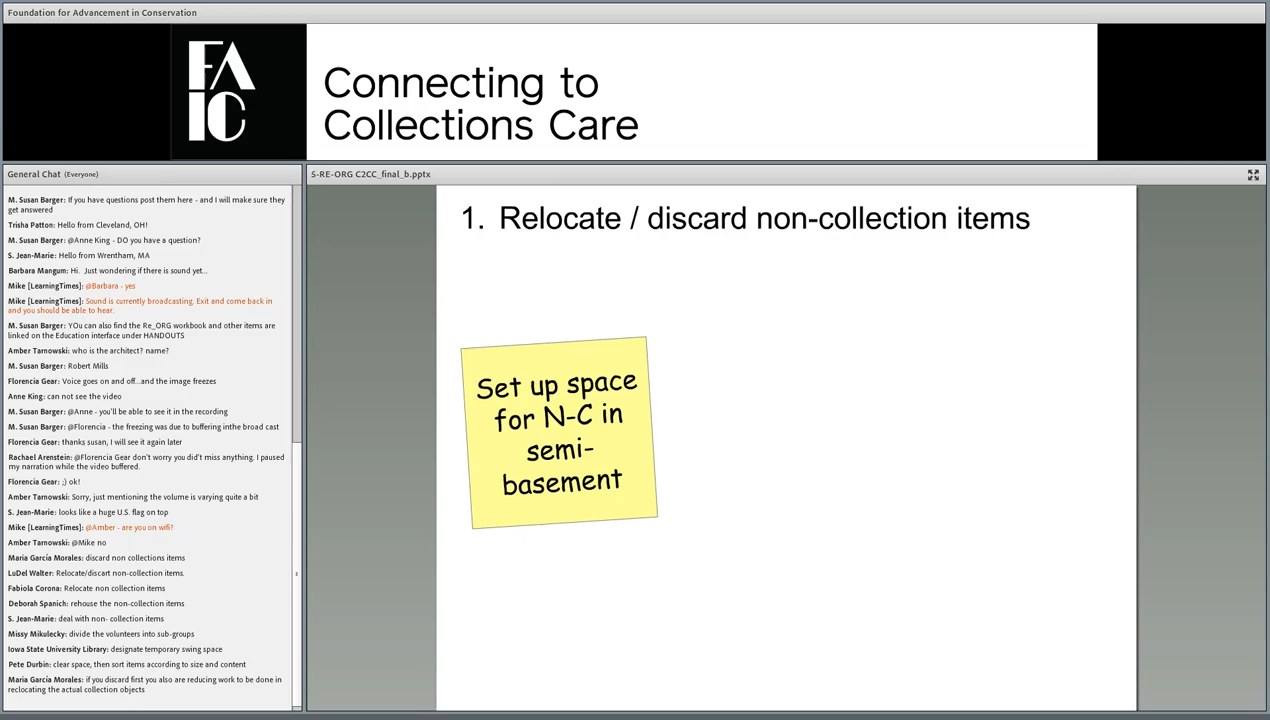 Foundation for Advancement in Conservation
FA
IC
Connecting to
Collections Care
General Chat (Everyone)
M. Susan Barger: If you have questions post them here - and I will make sure they
get answered
Trisha Patton: Hello from Cleveland, OH!
M. Susan Barger: @Anne King - DO you have a question?
S. Jean-Marie: Hello from Wrentham, MA
Barbara Mangum: Hi. Just wondering if there is sound yet...
Mike [LearningTimes]: @Barbara - yes
Mike [LearningTimes]: Sound is currently broadcasting. Exit and come back in
and you should be able to hear.
M. Susan Barger: YOu can also find the Re_ORG workbook and other items are
linked on the Education interface under HANDOUTS
Amber Tarnowski: who is the architect? name?
M. Susan Barger: Robert Mills
Florencia Gear: Voice goes on and off...and the image freezes
Anne King: can not see the video
M. Susan Barger: @Anne - you'll be able to see it in the recording
M. Susan Barger: @Florencia - the freezing was due to buffering inthe broad cast
Florencia Gear: thanks susan, I will see it again later
Rachael Arenstein: @Florencia Gear don't worry you did't miss anything. I paused
my narration while the video buffered.
Florencia Gear: ;) ok!
Amber Tarnowski: Sorry, just mentioning the volume is varying quite a bit
S. Jean-Marie: looks like a huge U.S. flag on top
Mike [LearningTimes]: @Amber - are you on wifi?
Amber Tarnowski: @Mike no
Maria García Morales: discard non collections items
LuDel Walter: Relocate/discart non-collection items.
Fabiola Corona: Relocate non collection items
Deborah Spanich: rehouse the non-collection items
S. Jean-Marie: deal with non- collection items
Missy Mikulecky: divide the volunteers into sub-groups
Iowa State University Library: designate temporary swing space
Pete Durbin: clear space, then sort items according to size and content
Maria García Morales: if you discard first you also are reducing work to be done in
reclocating the actual collection objects
5-RE-ORG C2CC_final_b.pptx
1. Relocate / discard non-collection items
Set up space
for N-C in
semi-
basement